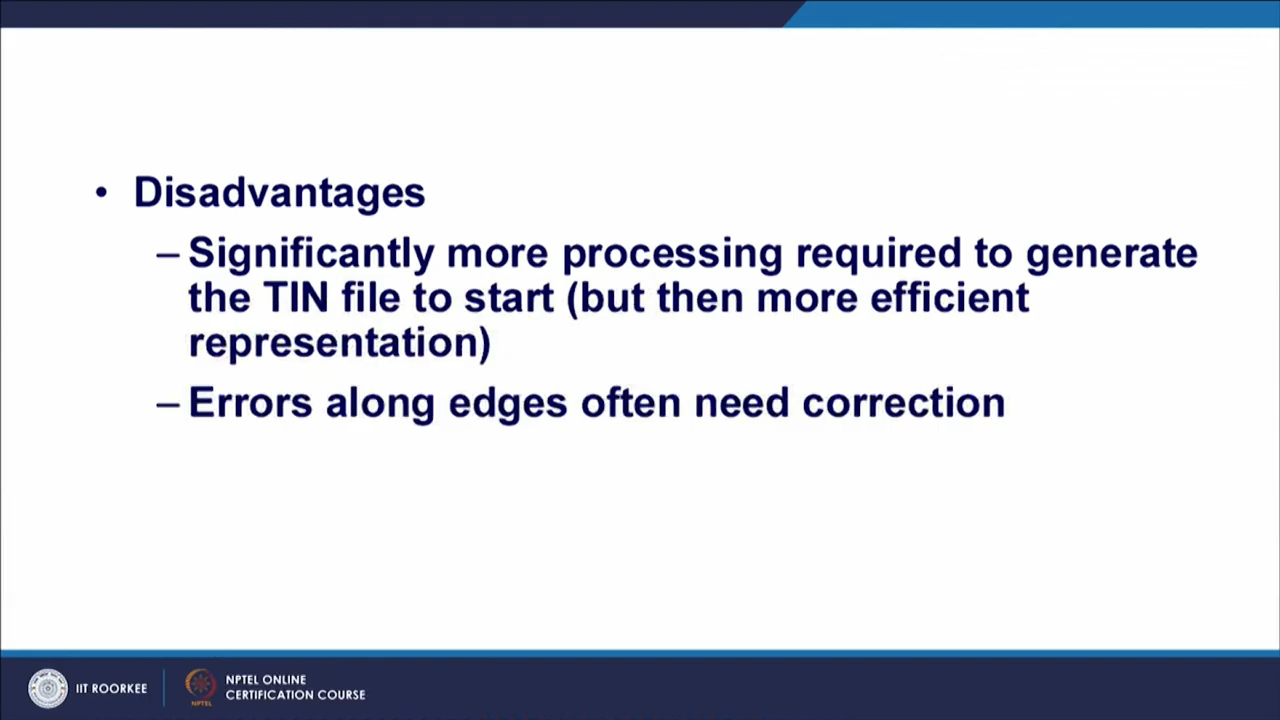 • Disadvantages
– Significantly more processing required to generate
the TIN file to start (but then more efficient
representation)
– Errors along edges often need correction
IIT ROORKEE
NPTEL
NPTEL ONLINE
CERTIFICATION COURSE